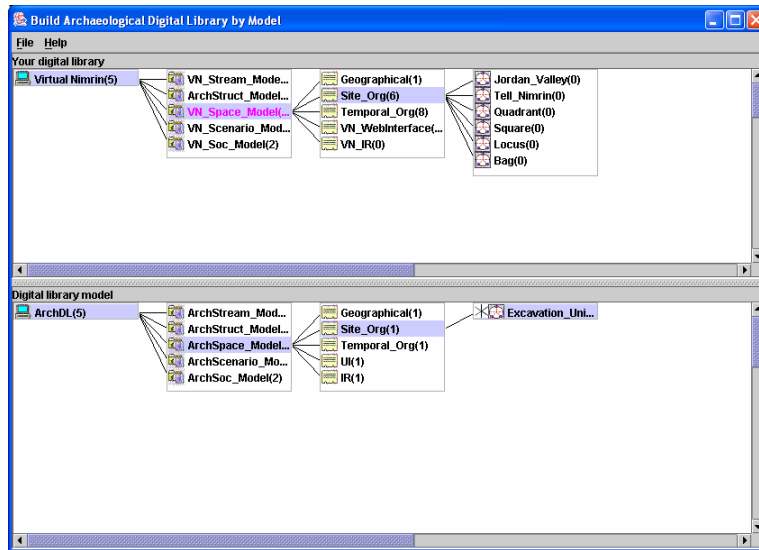 Build Archaeological Digital Library by Model
File Help
Your digital library
Virtual Nimrin(5)
VN_Stream_Mode...
ArchStruct_Model...
VN_Space_Model(...
VN_Scenario_Mod...
VN_Soc_Model(2)
Geographical(1)
Site_Org(6)
Temporal_Org(8)
VN_WebInterface(...
VN_IR(0)
Jordan_Valley(0)
Tell_Nimrin(0)
Quadrant(0)
Square(0)
Locus(0)
Bag(0)
Digital library model
ArchDL(5)
ArchStream_Mod...
ArchStruct_Model...
ArchSpace_Model...
ArchScenario_Mo...
ArchSoc_Model(2)
Geographical(1)
Site_Org(1)
Temporal_Org(1)
UI(1)
IR(1)
Excavation_Uni...